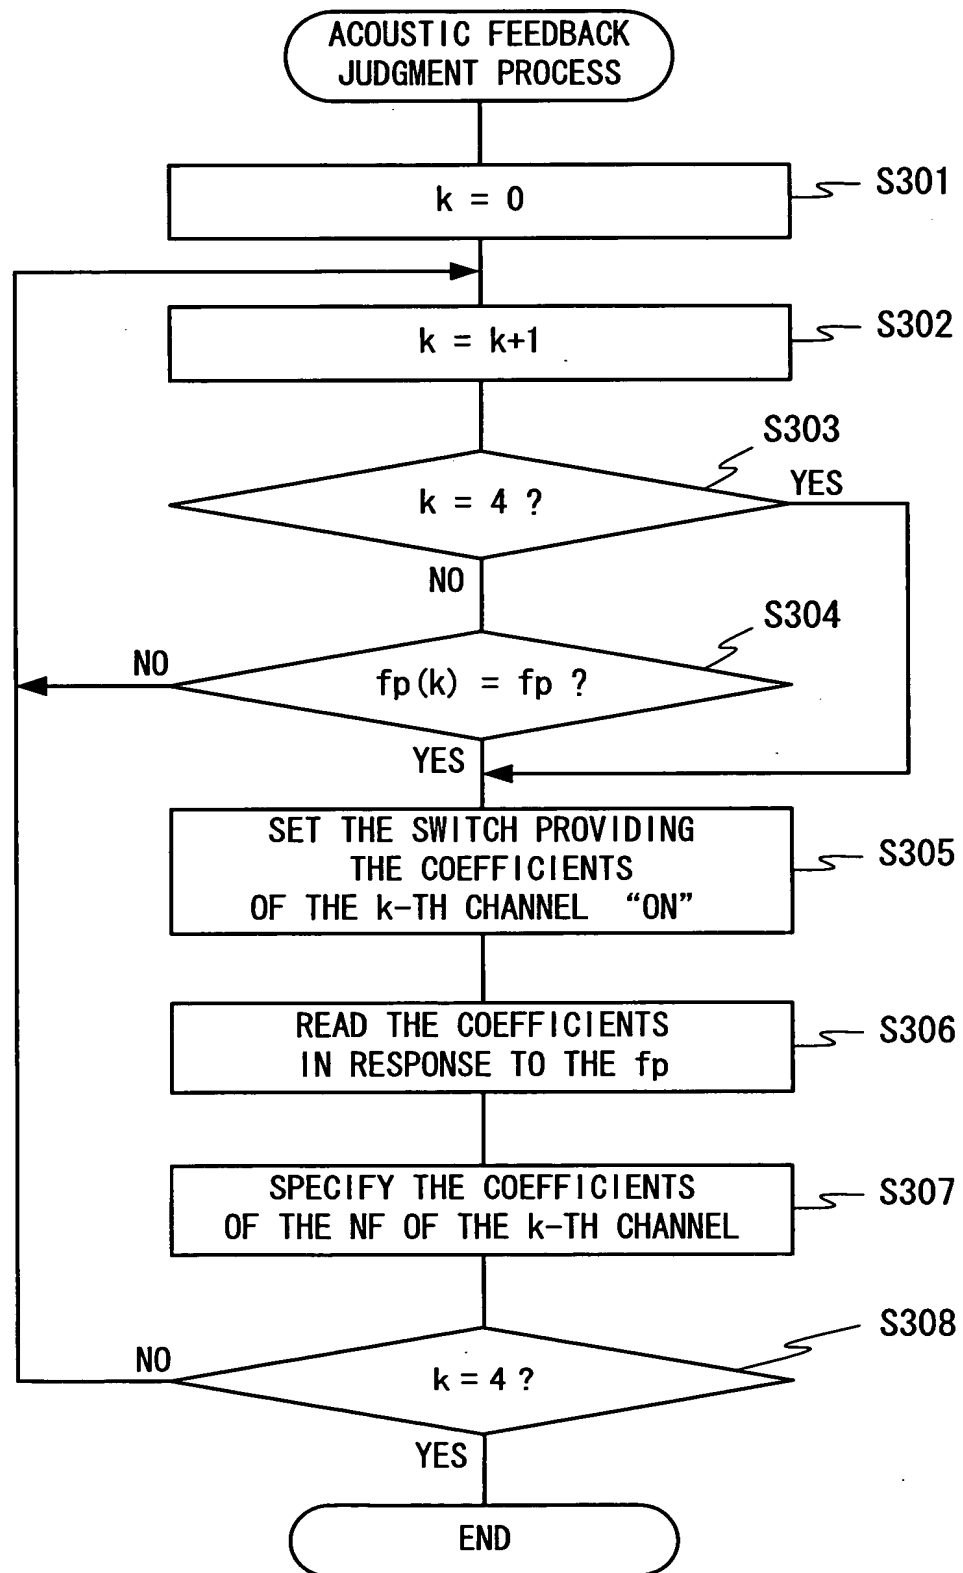 ACOUSTIC FEEDBACK
JUDGMENT PROCESS
k = 0
S301
k = k+1
S302
S303
k = 4 ?
YES
NO
S304
NO
fp(k) = fp ?
YES
SET THE SWITCH PROVIDING
THE COEFFICIENTS
OF THE k-TH CHANNEL “ON”
S305
READ THE COEFFICIENTS
IN RESPONSE TO THE fp
S306
SPECIFY THE COEFFICIENTS
OF THE NF OF THE k-TH CHANNEL
S307
S308
NO
k = 4 ?
YES
END